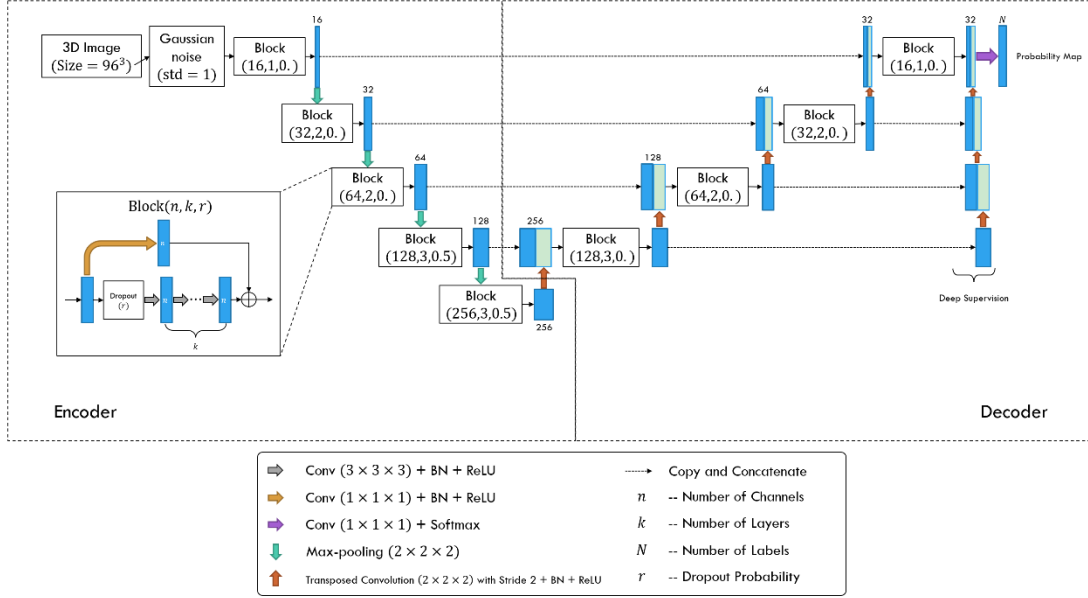 16
32
32
N
3D Image
(Size = 96³)
Gaussian
noise
(std = 1)
Block
(16,1,0.)
Block
(16,1,0.)
Probability Map
32
64
Block
(32,2,0.)
Block
(32,2,0.)
64
128
Block
(64,2,0.)
Block
(64,2,0.)
Block(n, k, r)
n
128
256
Block
(128,3,0.5)
Block
(128,3,0.)
Dropout
(r)
n
n
k
Block
(256,3,0.5)
256
Deep Supervision
Encoder
Decoder
Conv (3 × 3 × 3) + BN + ReLU
Conv (1 × 1 × 1) + BN + ReLU
Conv (1 × 1 × 1) + Softmax
Max-pooling (2 × 2 × 2)
Transposed Convolution (2 × 2 × 2) with Stride 2 + BN + ReLU
Copy and Concatenate
n -- Number of Channels
k -- Number of Layers
N -- Number of Labels
r -- Dropout Probability